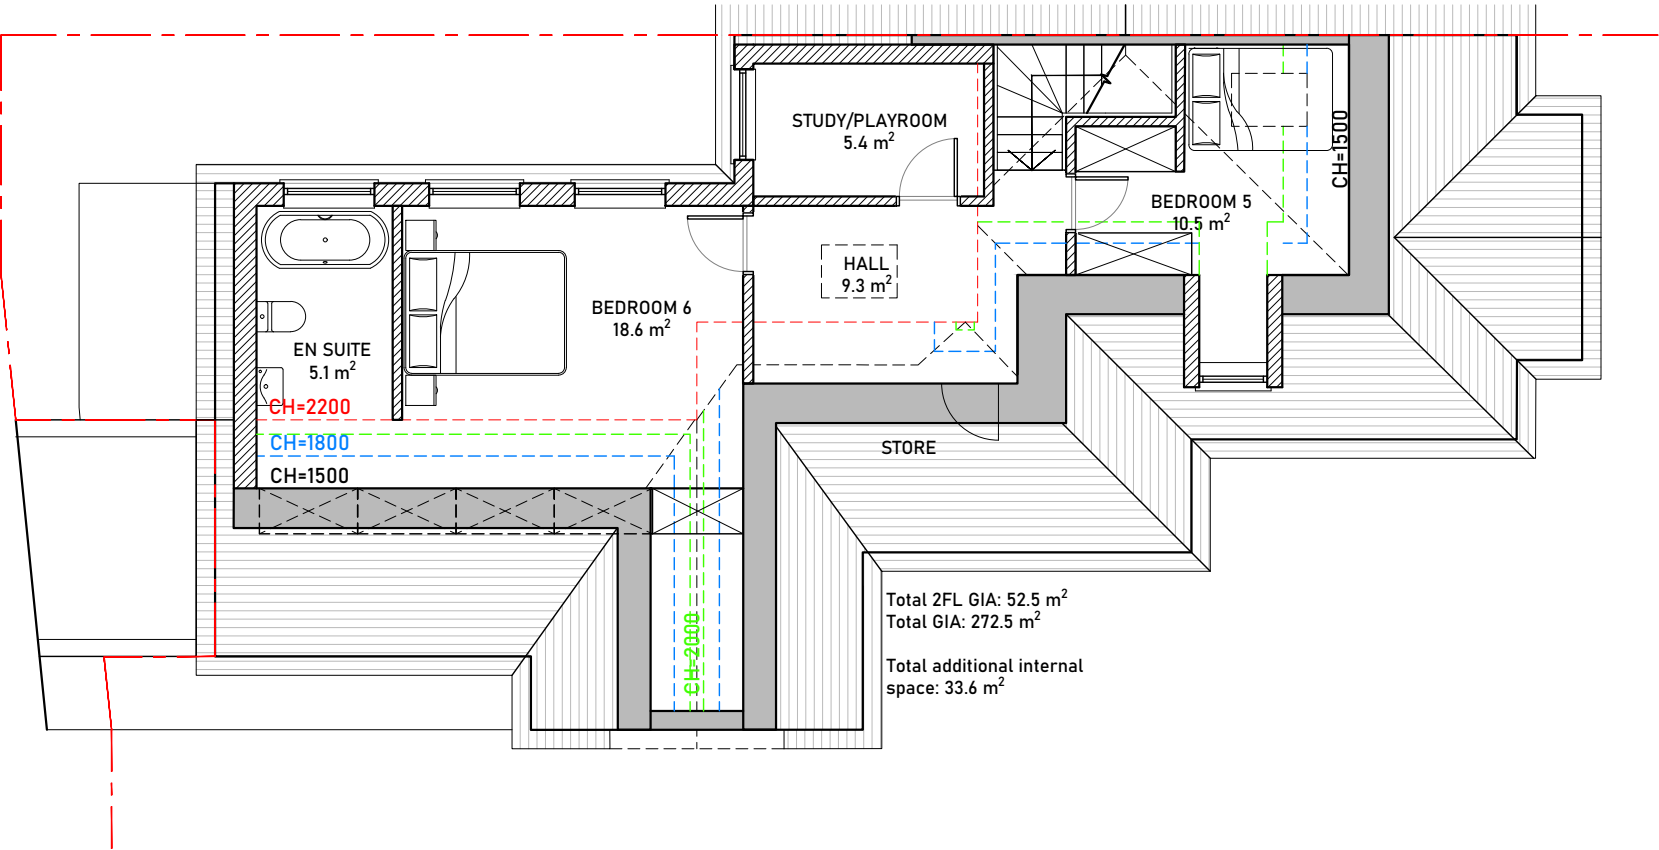 STUDY/PLAYROOM
5.4 m²
CH=1500
BEDROOM 5
10.5 m²
HALL
9.3 m²
BEDROOM 6
18.6 m²
EN SUITE
5.1 m²
CH=2200
CH=1800
CH=1500
STORE
CH=2000
Total 2FL GIA: 52.5 m²
Total GIA: 272.5 m²
Total additional internal
space: 33.6 m²